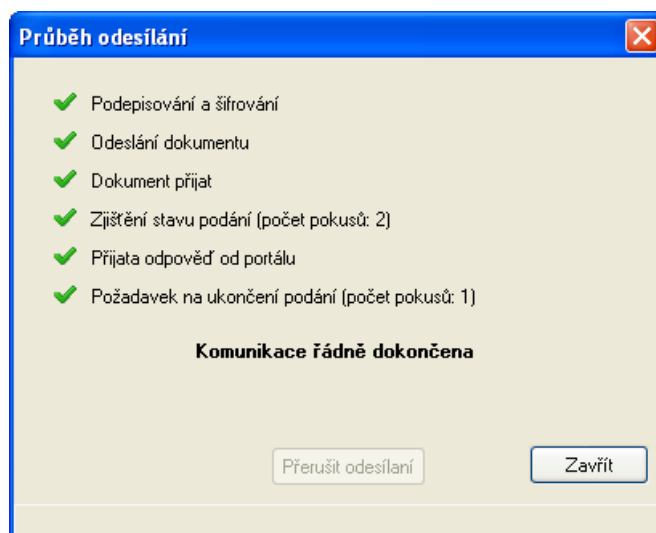 Průběh odesílání
Podepisování a šifrování
Odeslání dokumentu
Dokument přijat
Zjištění stavu podání (počet pokusů: 2)
Přijata odpověď od portálu
Požadavek na ukončení podání (počet pokusů: 1)
Komunikace řádně dokončena
Přerušit odesílaní
Zavřít